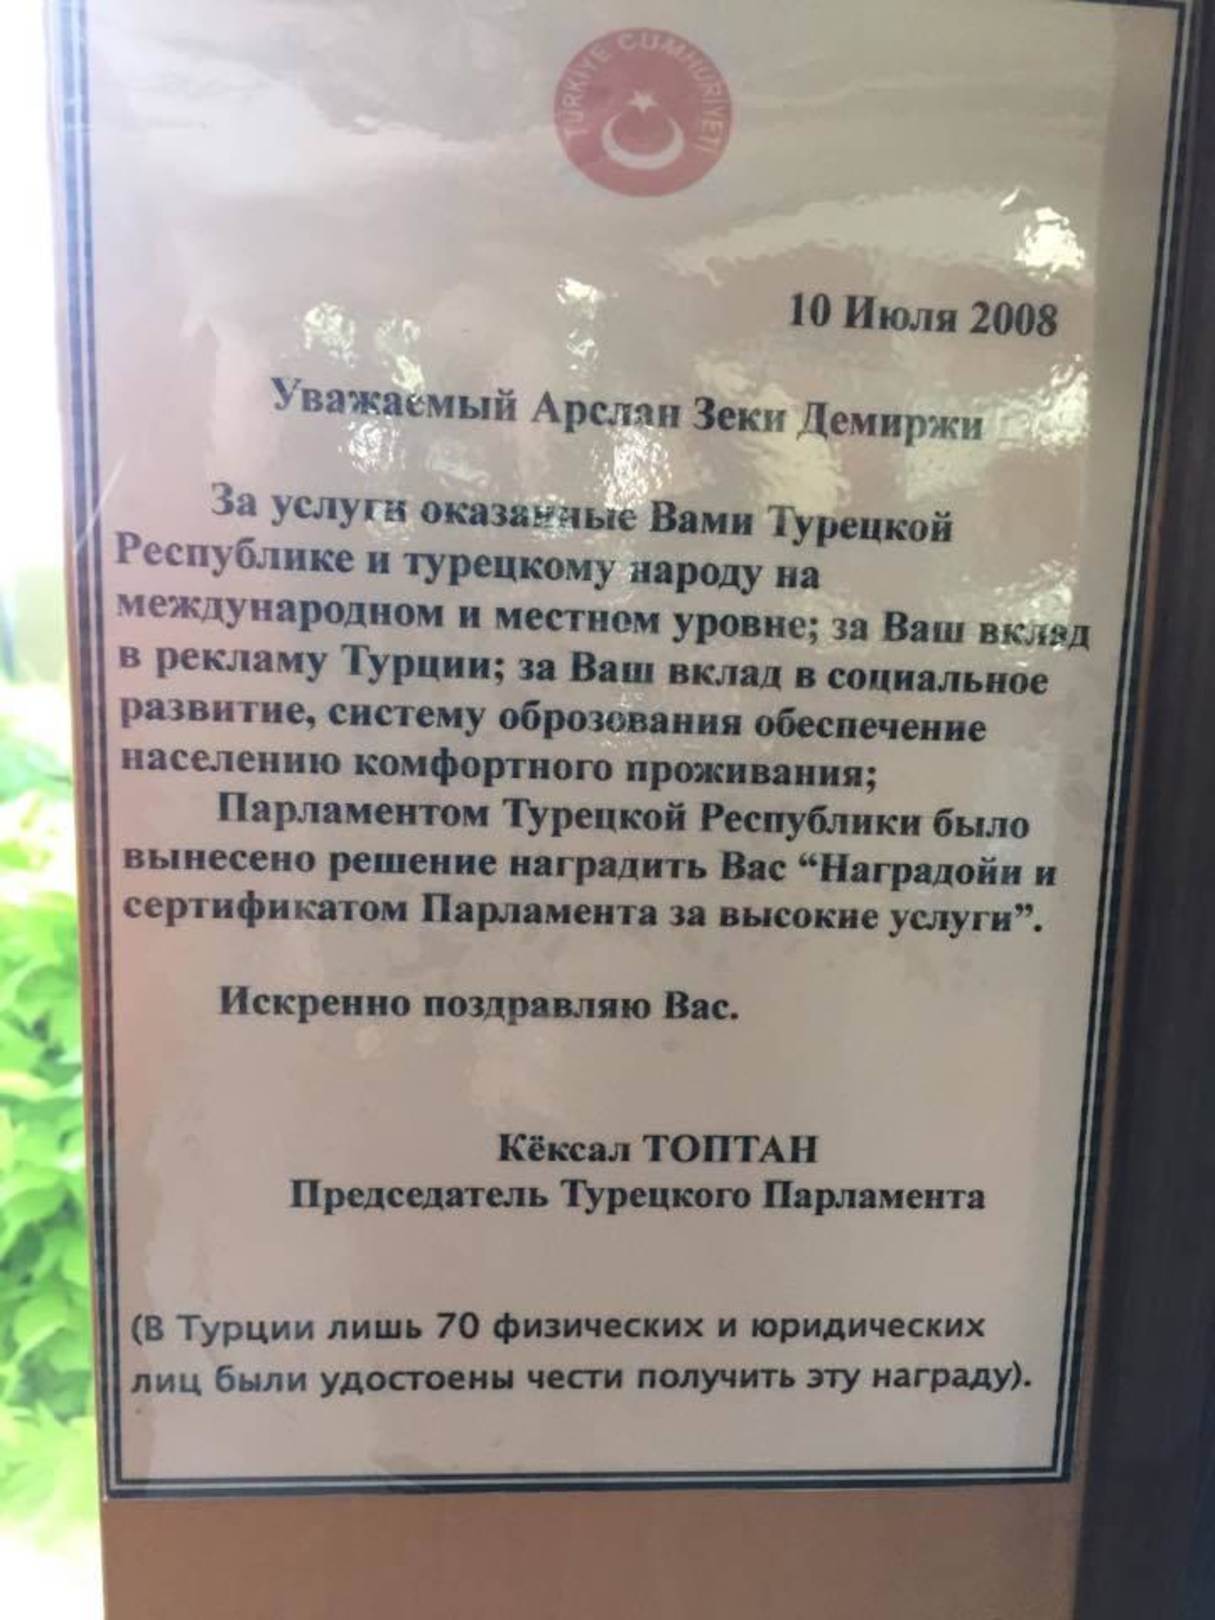 TÜRKİYE CUMHURİYETİ
10 Июля 2008
Уважаемый Арслан Зеки Демиржи
За услуги оказанные Вами Турецкой
Республике и турецкому народу на
международном и местном уровне; за Ваш вклад
в рекламу Турции; за Ваш вклад в социальное
развитие, систему оброзования обеспечение
населению комфортного проживания;
Парламентом Турецкой Республики было
вынесено решение наградить Вас “Наградойи и
сертификатом Парламента за высокие услуги”.
Искренно поздравляю Вас.
Кёксал ТОПТАН
Председатель Турецкого Парламента
(В Турции лишь 70 физических и юридических
лиц были удостоены чести получить эту награду).